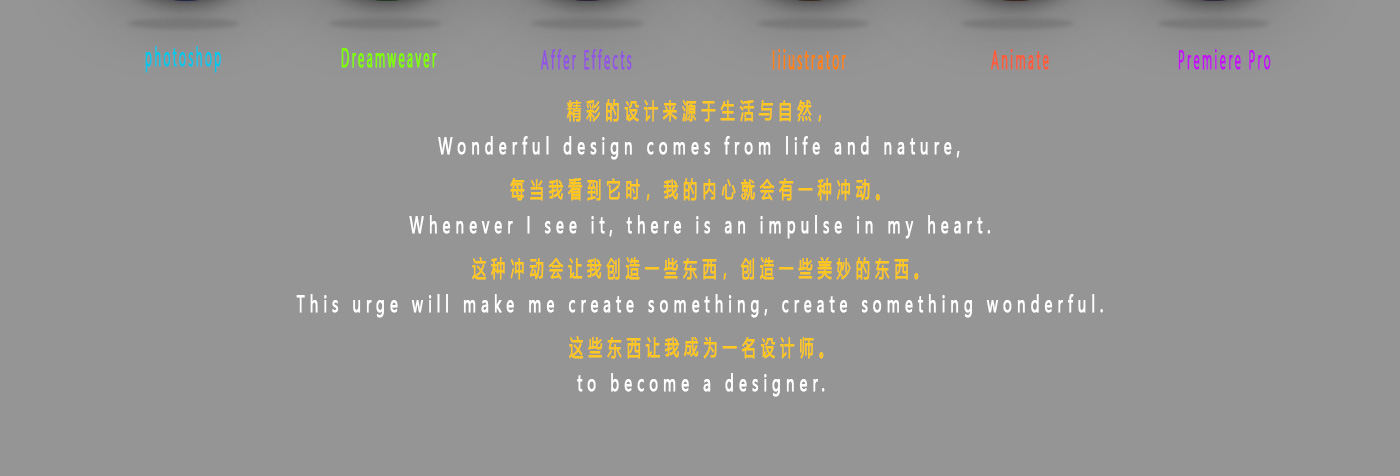 photoshop Dreamweaver Affer Effects Iiiustrator Animate Premiere Pro
精彩的设计来源于生活与自然，
Wonderful design comes from life and nature,
每当我看到它时，我的内心就会有一种冲动。
Whenever I see it, there is an impulse in my heart.
这种冲动会让我创造一些东西，创造一些美妙的东西。
This urge will make me create something, create something wonderful.
这些东西让我成为一名设计师。
to become a designer.